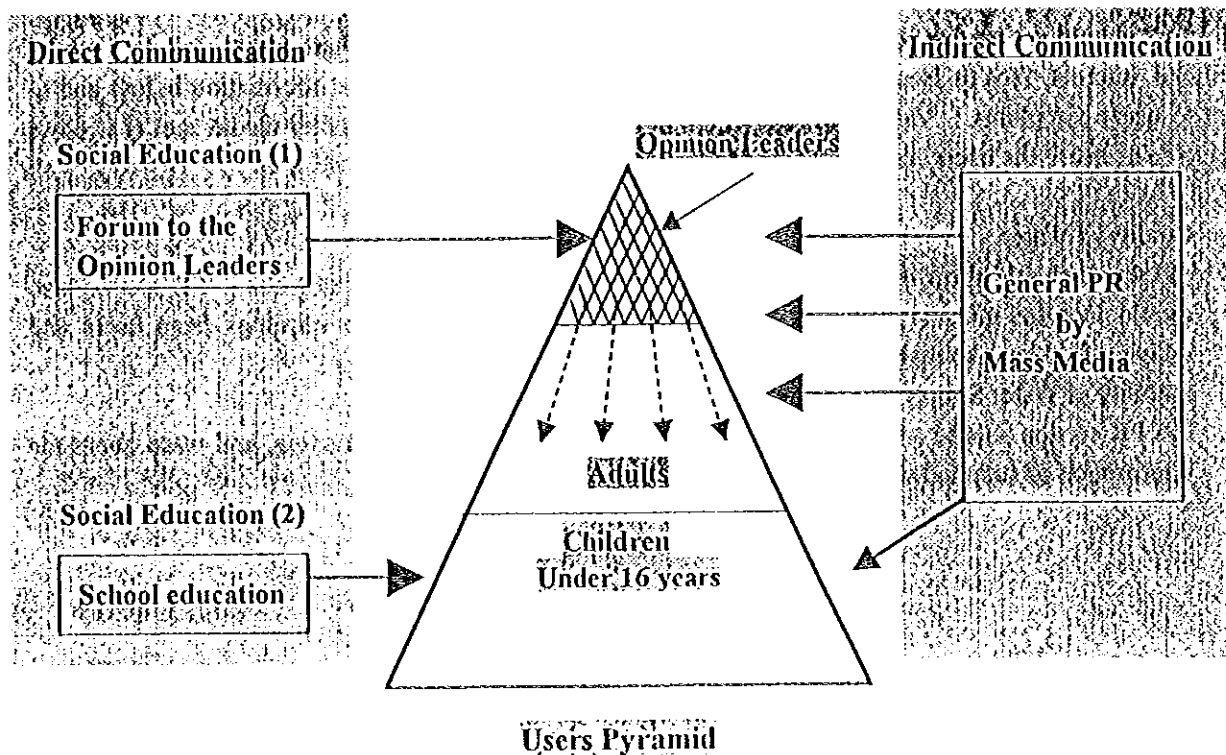 Direct Communication
Social Education (1)
Forum to the
Opinion Leaders
Social Education (2)
School education
Opinion Leaders
Adults
Children
Under 16 years
Users Pyramid
Indirect Communication
General PR
by
Mass Media